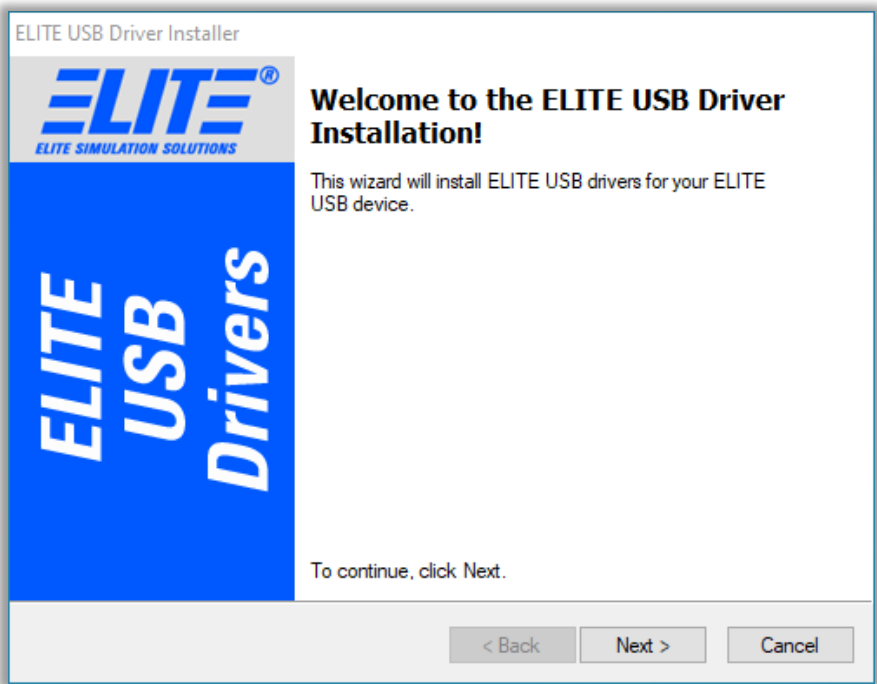 ELITE USB Driver Installer
ELITE®
ELITE SIMULATION SOLUTIONS
ELITE
USB
Drivers
Welcome to the ELITE USB Driver
Installation!
This wizard will install ELITE USB drivers for your ELITE
USB device.
To continue, click Next.
< Back
Next >
Cancel